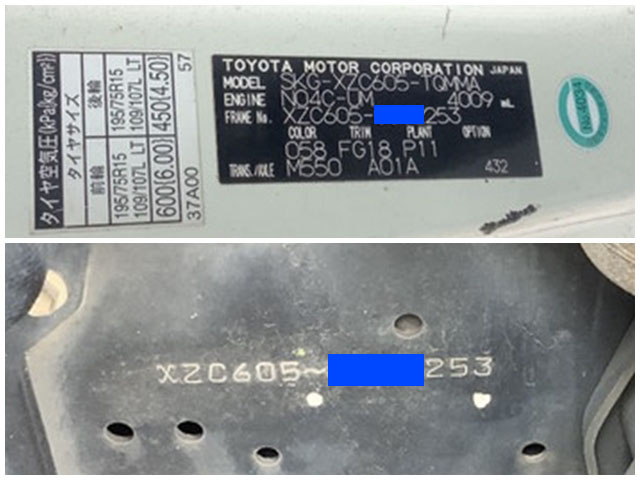 タイヤ空気圧(kPa(kg/cm²))
タイヤサイズ
前輪 後輪
195/75R15 195/75R15
109/107L LT 109/107L LT
600(6.00) 450(4.50)
37A00 57
TOYOTA MOTOR CORPORATION JAPAN
MODEL SKG-XZC605-TQMMA
ENGINE N04C-UM 4009 mL
FRAME No. XZC605- 253
COLOR TRIM PLANT OPTION
058 FG18 P11
TRANS./AXLE M550 A01A 432
XZC605- 253